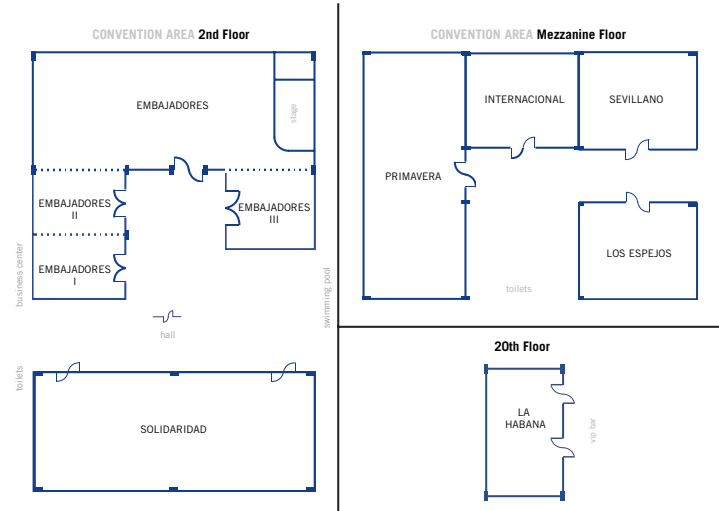 CONVENTION AREA 2nd Floor
EMBAJADORES
stage
EMBAJADORES
II
EMBAJADORES
III
EMBAJADORES
I
business center
swimming pool
hall
toilets
SOLIDARIDAD
CONVENTION AREA Mezzanine Floor
INTERNACIONAL
SEVILLANO
PRIMAVERA
LOS ESPEJOS
toilets
20th Floor
LA
HABANA
vip bar